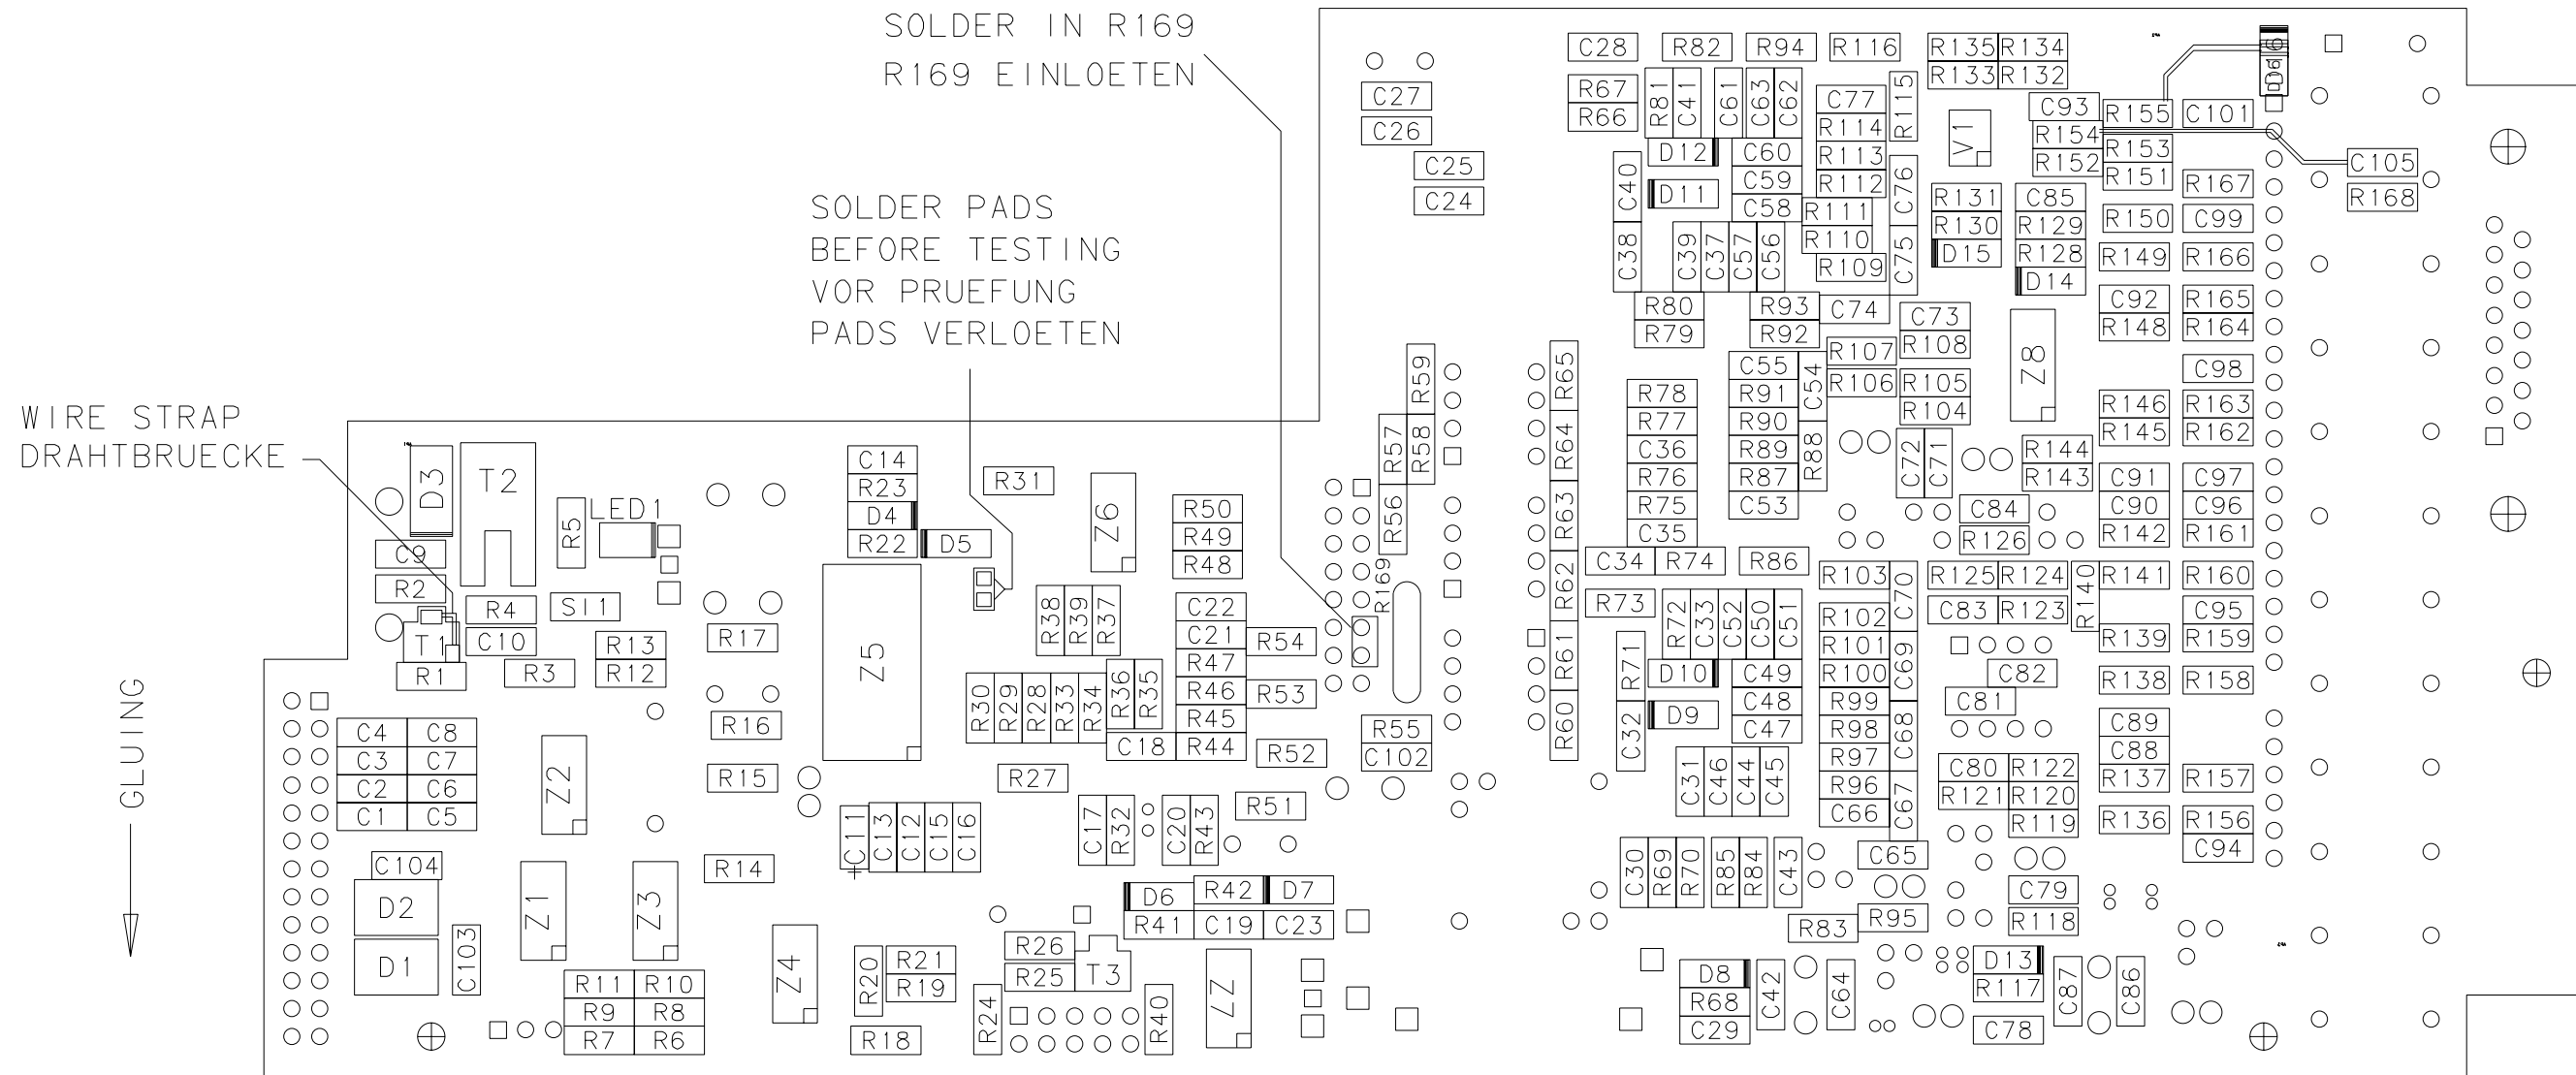 SOLDER IN R169
R169 EINLOETEN
SOLDER PADS
BEFORE TESTING
VOR PRUEFUNG
PADS VERLOETEN
WIRE STRAP
DRAHTBRUECKE
GLUING
D3
T2
C9
R2
T1
R1
R4
C10
R3
R5
LED1
SI1
R13
R12
C4 C8
C3 C7
C2 C6
C1 C5
C104
D2
D1
C103
Z2
Z1
Z3
R11 R10
R9 R8
R7 R6
R17
R16
R15
R14
Z4
C14
R23
D4
R22 D5
Z5
C11
C13
C12
C15
C16
R20
R21
R19
R18
R31
Z6
R38
R39
R37
R30
R29
R28
R33
R34
R36
R35
R27
C17
R32
C20
R43
R50
R49
R48
C22
C21
R47
R46
R45
C18 R44
R54
R53
R52
R51
D6 R42 D7
R41 C19 C23
R26
R25
T3
R24
R40
Z7
C27
C26
C25
C24
R59
R57
R58
R56
R169
R55
C102
R65
R64
R63
R62
R61
R60
C28
R82
R94
R116
R67
R66
R81
C41
C61
C63
C62
C77
R114
R113
R112
R115
D12
D11
C60
C59
C58
C40
C38
C39
C37
C57
C56
R111
R110
R109
C76
C75
R80
R79
R93
R92
C74
C73
R108
R107
R106
R105
R104
C55
R91
R90
R89
R87
C53
C54
R88
R78
R77
C36
R76
R75
C35
C34 R74
R86
R73
R72
C33
C52
C50
C51
R71
C32
D10
D9
C49
C48
C47
C31
C46
C44
C45
R103
R102
R101
R100
R99
R98
R97
R96
C66
C70
C69
C68
C67
C30
R69
R70
R85
R84
C43
C65
R83
R95
D8
R68
C29
C42
C64
R135 R134
R133 R132
V1
C93
R154
R152
R155
R153
R151
C101
D16
C105
R168
R131
R130
D15
C85
R129
R128
D14
R150
R149
C92
R148
R167
C99
R166
R165
R164
C98
Z8
C72
C71
R144
R143
C84
R126
R146
R145
C91
C90
R142
R163
R162
C97
C96
R161
R125 R124
C83 R123
R140
R141
R139
R138
R160
C95
R159
R158
C82
C81
C89
C88
R137
R136
R157
R156
C94
C80 R122
R121 R120
R119
C79
R118
D13
R117
C78
C87
C86